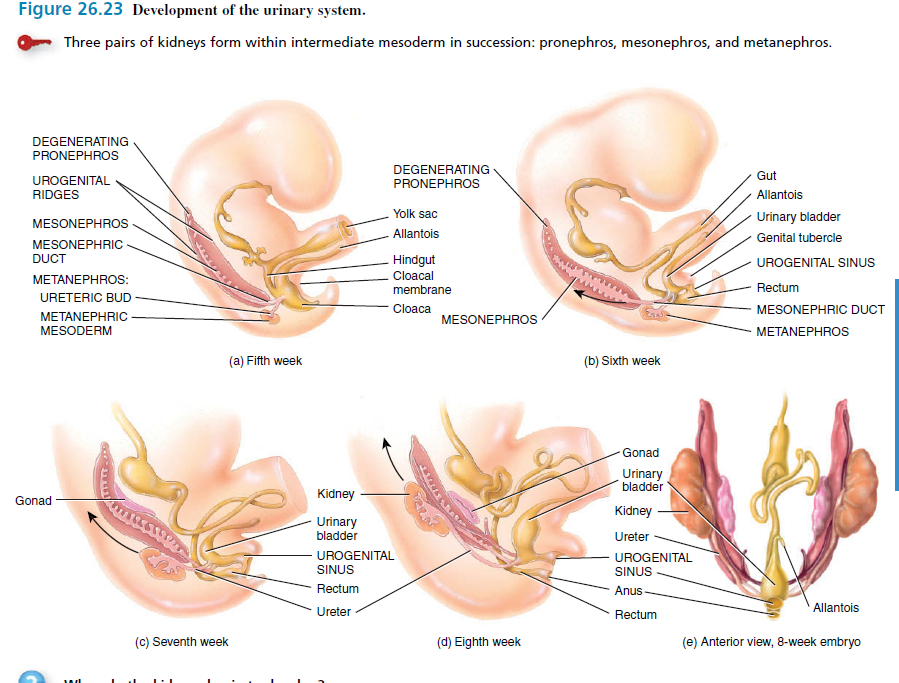 Figure 26.23 Development of the urinary system.
Three pairs of kidneys form within intermediate mesoderm in succession: pronephros, mesonephros, and metanephros.
DEGENERATING
PRONEPHROS
UROGENITAL
RIDGES
MESONEPHROS
MESONEPHRIC
DUCT
METANEPHROS:
URETERIC BUD
METANEPHRIC
MESODERM
Yolk sac
Allantois
Hindgut
Cloacal
membrane
Cloaca
(a) Fifth week
DEGENERATING
PRONEPHROS
MESONEPHROS
Gut
Allantois
Urinary bladder
Genital tubercle
UROGENITAL SINUS
Rectum
MESONEPHRIC DUCT
METANEPHROS
(b) Sixth week
Gonad
Kidney
Urinary
bladder
UROGENITAL
SINUS
Rectum
Ureter
(c) Seventh week
Gonad
Urinary
bladder
Kidney
Ureter
UROGENITAL
SINUS
Anus
Rectum
(d) Eighth week
Allantois
(e) Anterior view, 8-week embryo